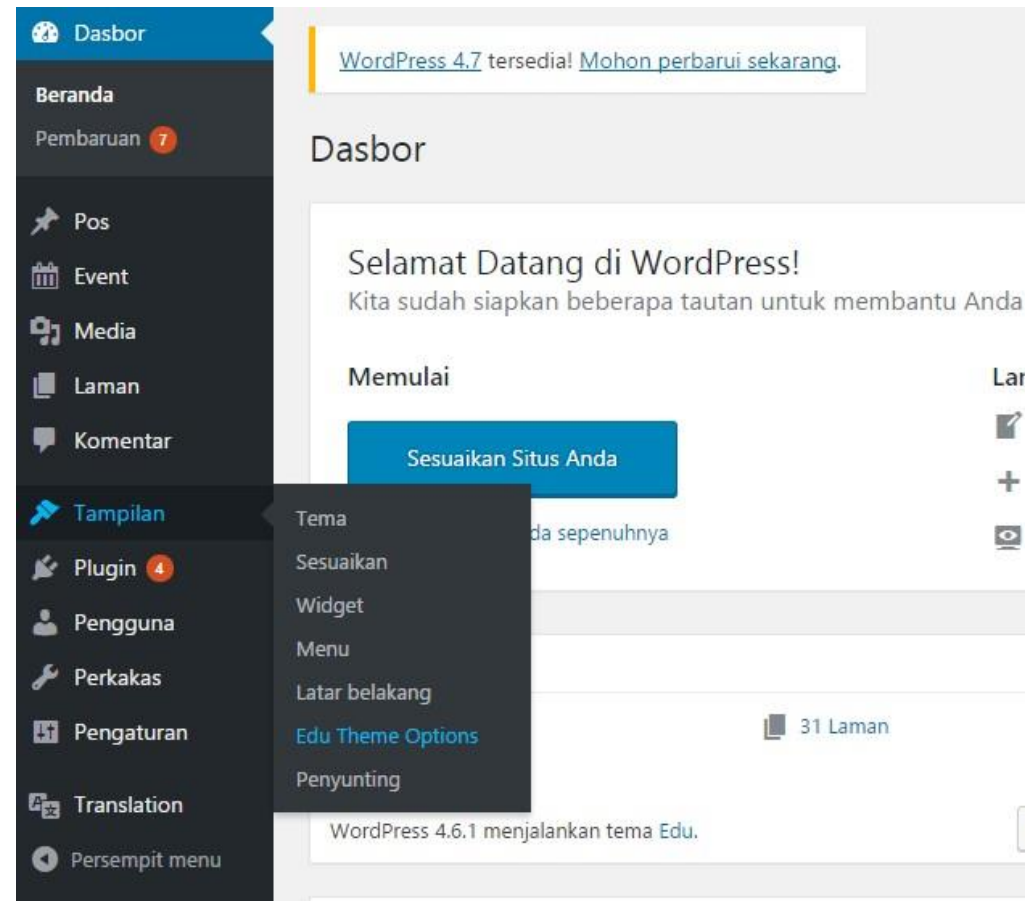 Dasbor
Beranda
Pembaruan 7
Pos
Event
Media
Laman
Komentar
Tampilan
Plugin 4
Pengguna
Perkakas
Pengaturan
Translation
Persempit menu
Tema
Sesuaikan
Widget
Menu
Latar belakang
Edu Theme Options
Penyunting
WordPress 4.7 tersedia! Mohon perbarui sekarang.
Dasbor
Selamat Datang di WordPress!
Kita sudah siapkan beberapa tautan untuk membantu Anda
Memulai
Sesuaikan Situs Anda
sepenuhnya
31 Laman
WordPress 4.6.1 menjalankan tema Edu.